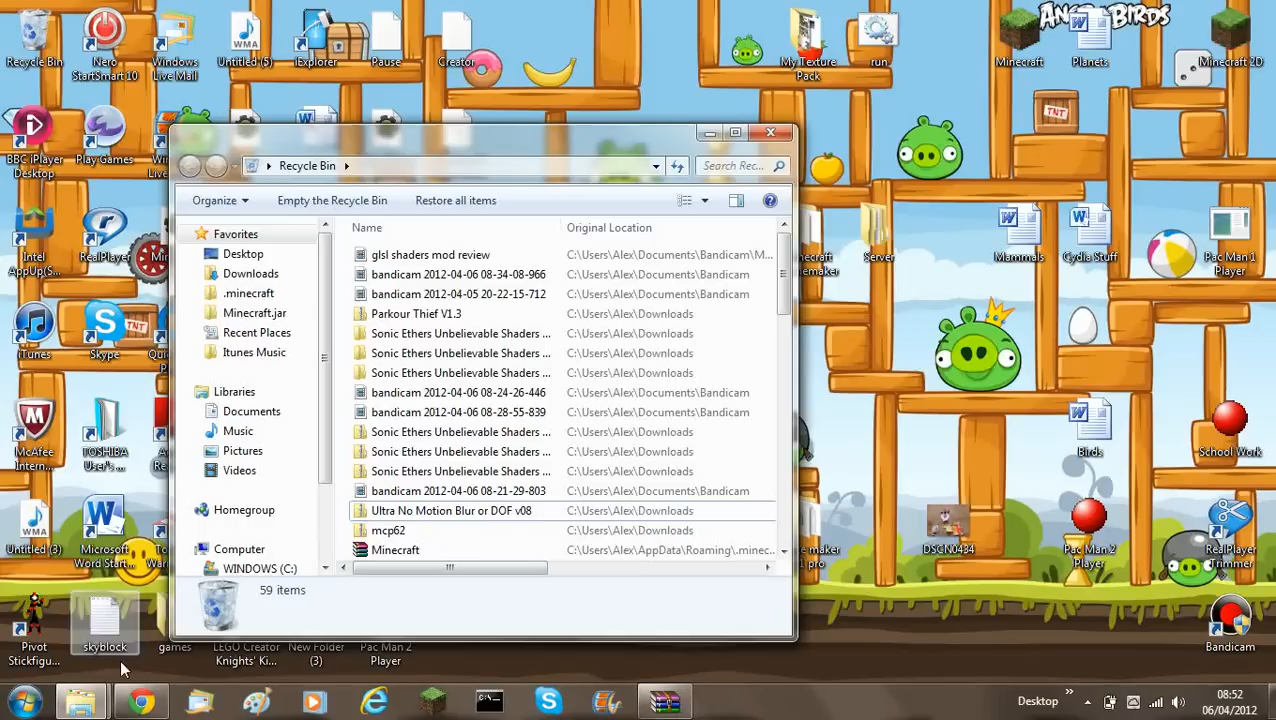 ANGRY BIRDS
Recycle Bin
Nero
StartSmart 10
Windows
Live Mail
WMA
Untitled (5)
iExplorer
Pause
Creator
My Texture
Pack
run
Minecraft
Planets
Minecraft 2D
TNT
BBC iPlayer
Desktop
Play Games
Recycle Bin
Search Rec...
Organize
Empty the Recycle Bin
Restore all items
Name
Original Location
Favorites
Desktop
Downloads
.minecraft
Minecraft.jar
Recent Places
Itunes Music
Libraries
Documents
Music
Pictures
Videos
Homegroup
Computer
WINDOWS (C:)
glsl shaders mod review C:\Users\Alex\Documents\Bandicam\M...
bandicam 2012-04-06 08-34-08-966 C:\Users\Alex\Documents\Bandicam
bandicam 2012-04-05 20-22-15-712 C:\Users\Alex\Documents\Bandicam
Parkour Thief V1.3 C:\Users\Alex\Downloads
Sonic Ethers Unbelievable Shaders ... C:\Users\Alex\Downloads
Sonic Ethers Unbelievable Shaders ... C:\Users\Alex\Downloads
Sonic Ethers Unbelievable Shaders ... C:\Users\Alex\Downloads
bandicam 2012-04-06 08-24-26-446 C:\Users\Alex\Documents\Bandicam
bandicam 2012-04-06 08-28-55-839 C:\Users\Alex\Documents\Bandicam
Sonic Ethers Unbelievable Shaders ... C:\Users\Alex\Downloads
Sonic Ethers Unbelievable Shaders ... C:\Users\Alex\Downloads
Sonic Ethers Unbelievable Shaders ... C:\Users\Alex\Downloads
bandicam 2012-04-06 08-21-29-803 C:\Users\Alex\Documents\Bandicam
Ultra No Motion Blur or DOF v08 C:\Users\Alex\Downloads
mcp62 C:\Users\Alex\Downloads
Minecraft C:\Users\Alex\AppData\Roaming\.minec...
59 items
Intel
AppUp(S...
RealPlayer
Server
Mammals
Cydia Stuff
Pac Man 1
Player
iTunes
Skype
TNT
McAfee
Intern...
TOSHIBA
User's ...
Birds
School Work
WMA
Untitled (3)
Microsoft
Word Star...
DSCN0434
Pac Man 2
Player
RealPlayer
Trimmer
Pivot
Stickfigu...
skyblock
games
LEGO Creator
Knights' Ki...
New Folder
(3)
Pac Man 2
Player
Bandicam
Desktop
08:52
06/04/2012